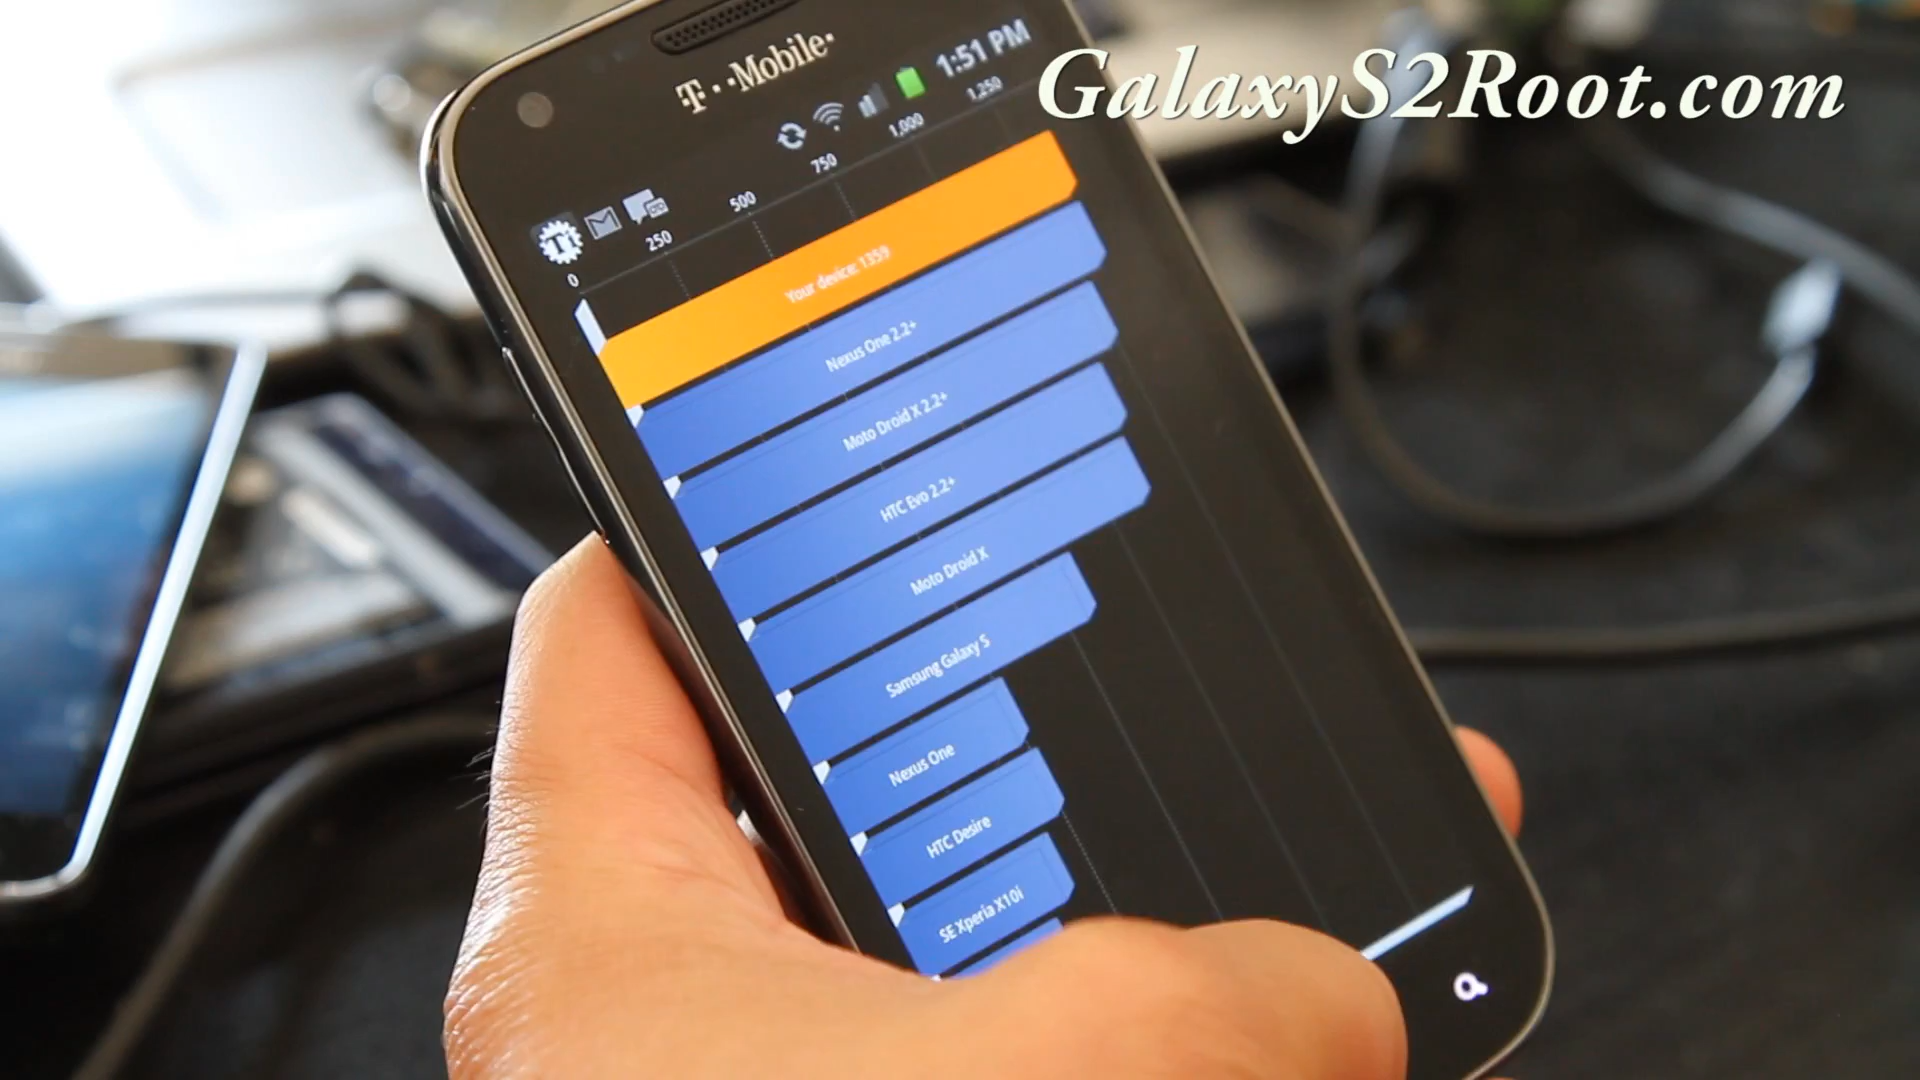 GalaxyS2Root.com
T··Mobile·
1:51 PM
Ti
0 250 500 750 1,000 1,250
Your device: 1359
Nexus One 2.2+
Moto Droid X 2.2+
HTC Evo 2.2+
Moto Droid X
Samsung Galaxy S
Nexus One
HTC Desire
SE Xperia X10i